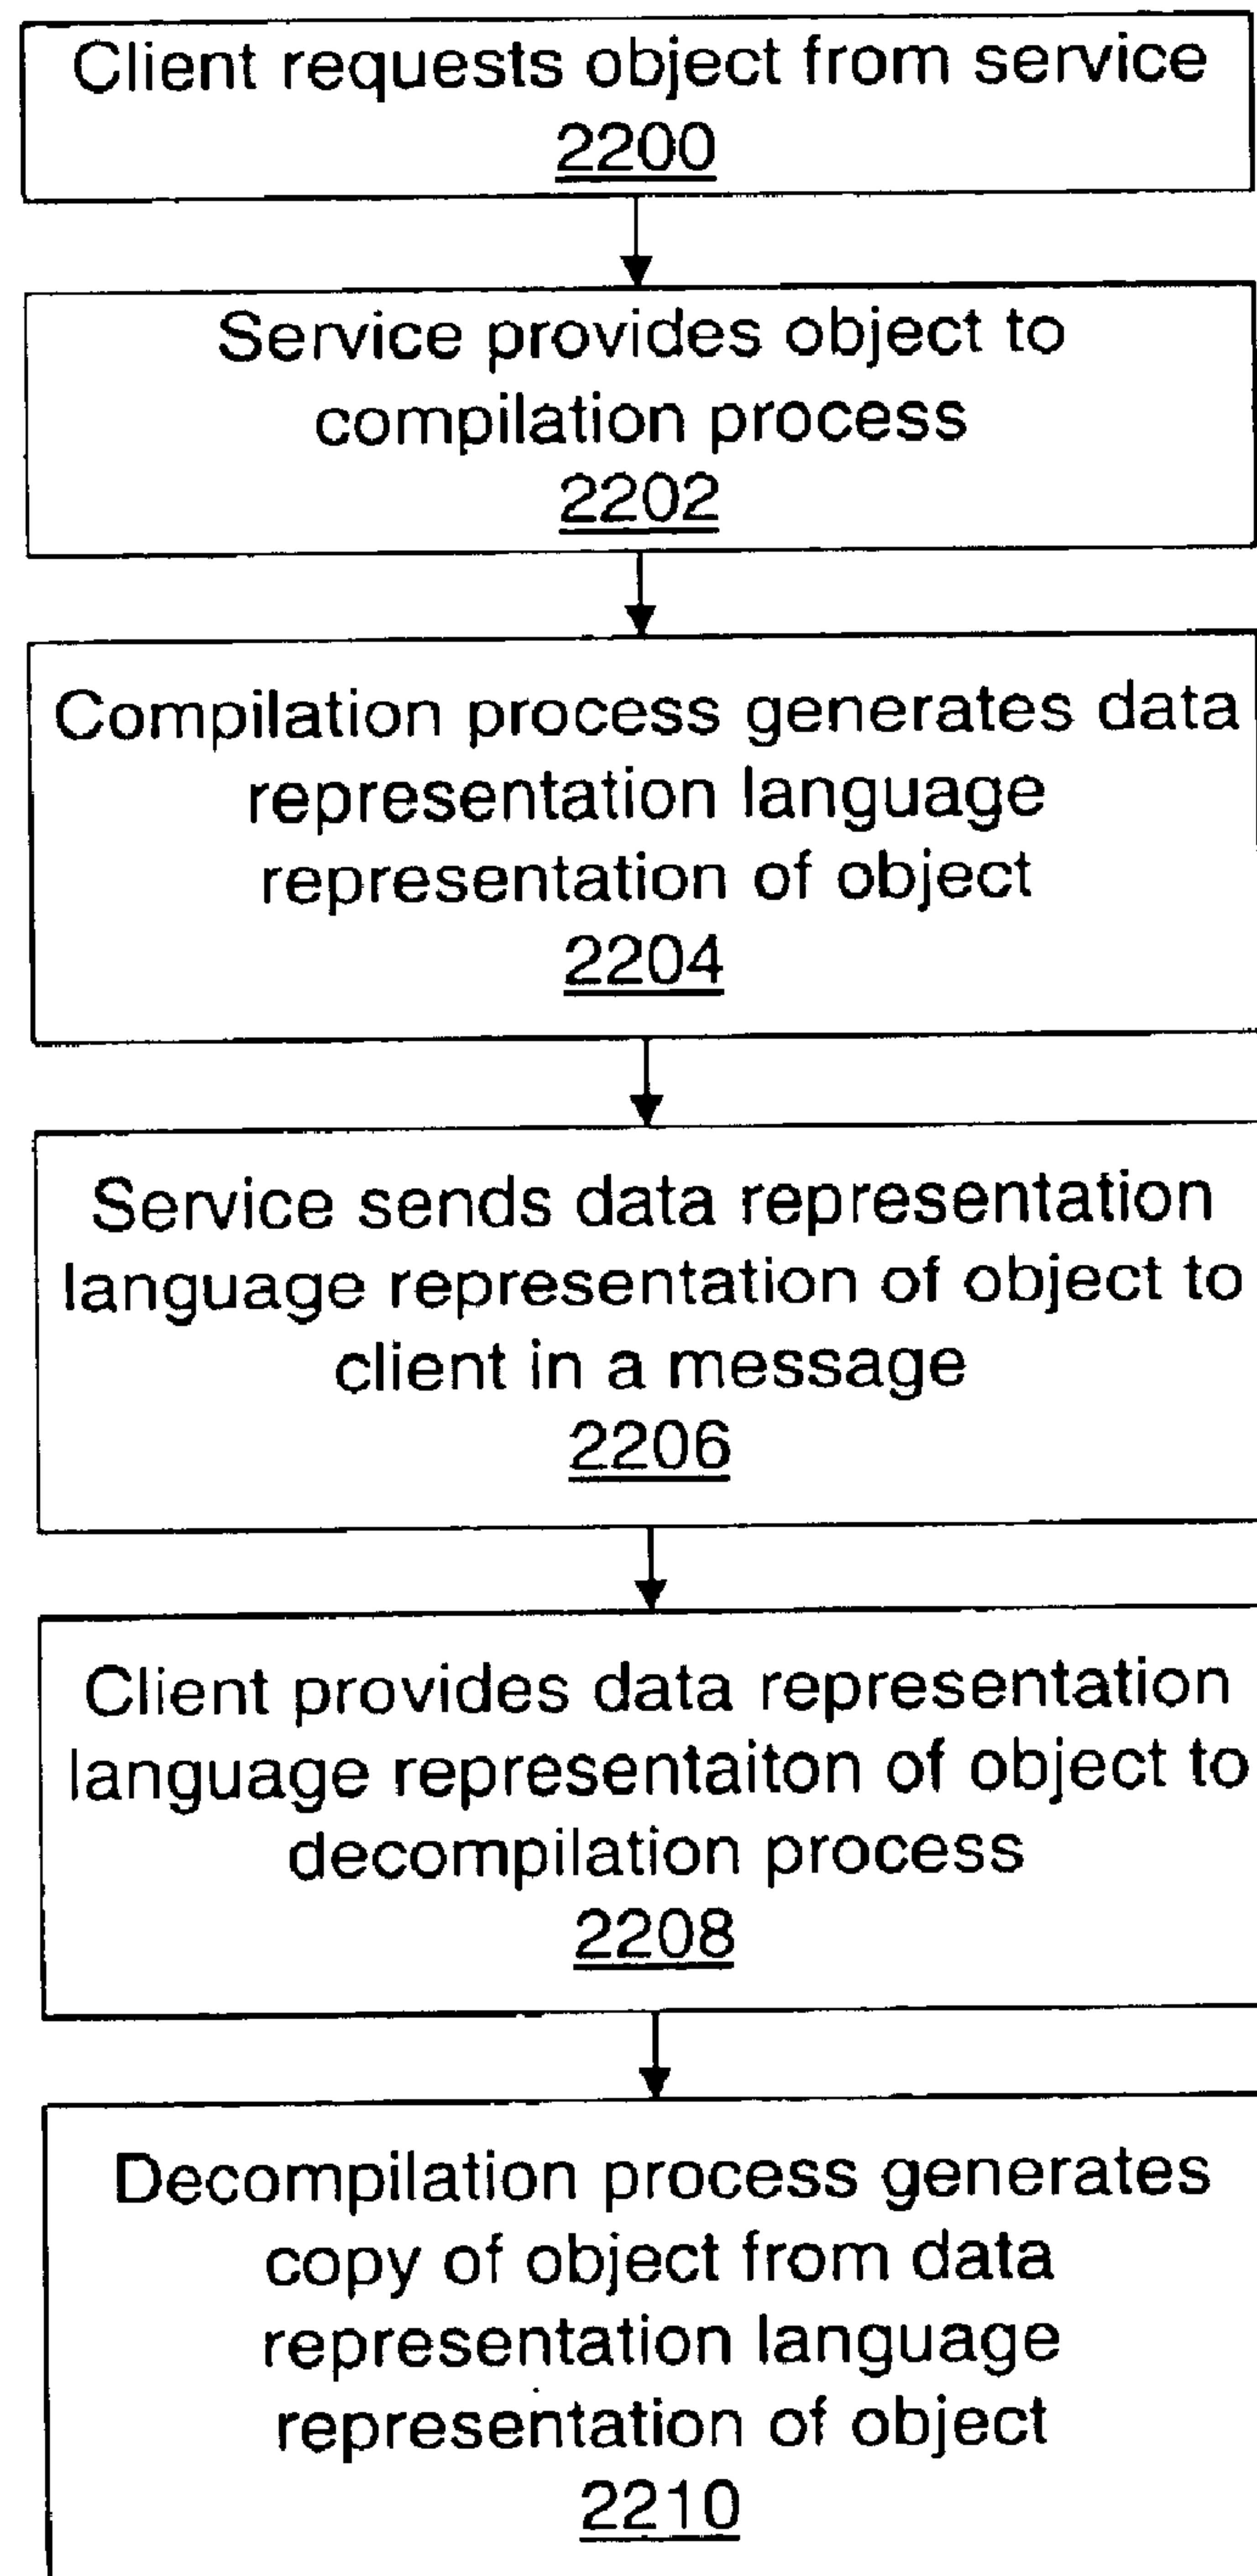 Client requests object from service
2200
Service provides object to
compilation process
2202
Compilation process generates data
representation language
representation of object
2204
Service sends data representation
language representation of object to
client in a message
2206
Client provides data representation
language representaiton of object to
decompilation process
2208
Decompilation process generates
copy of object from data
representation language
representation of object
2210